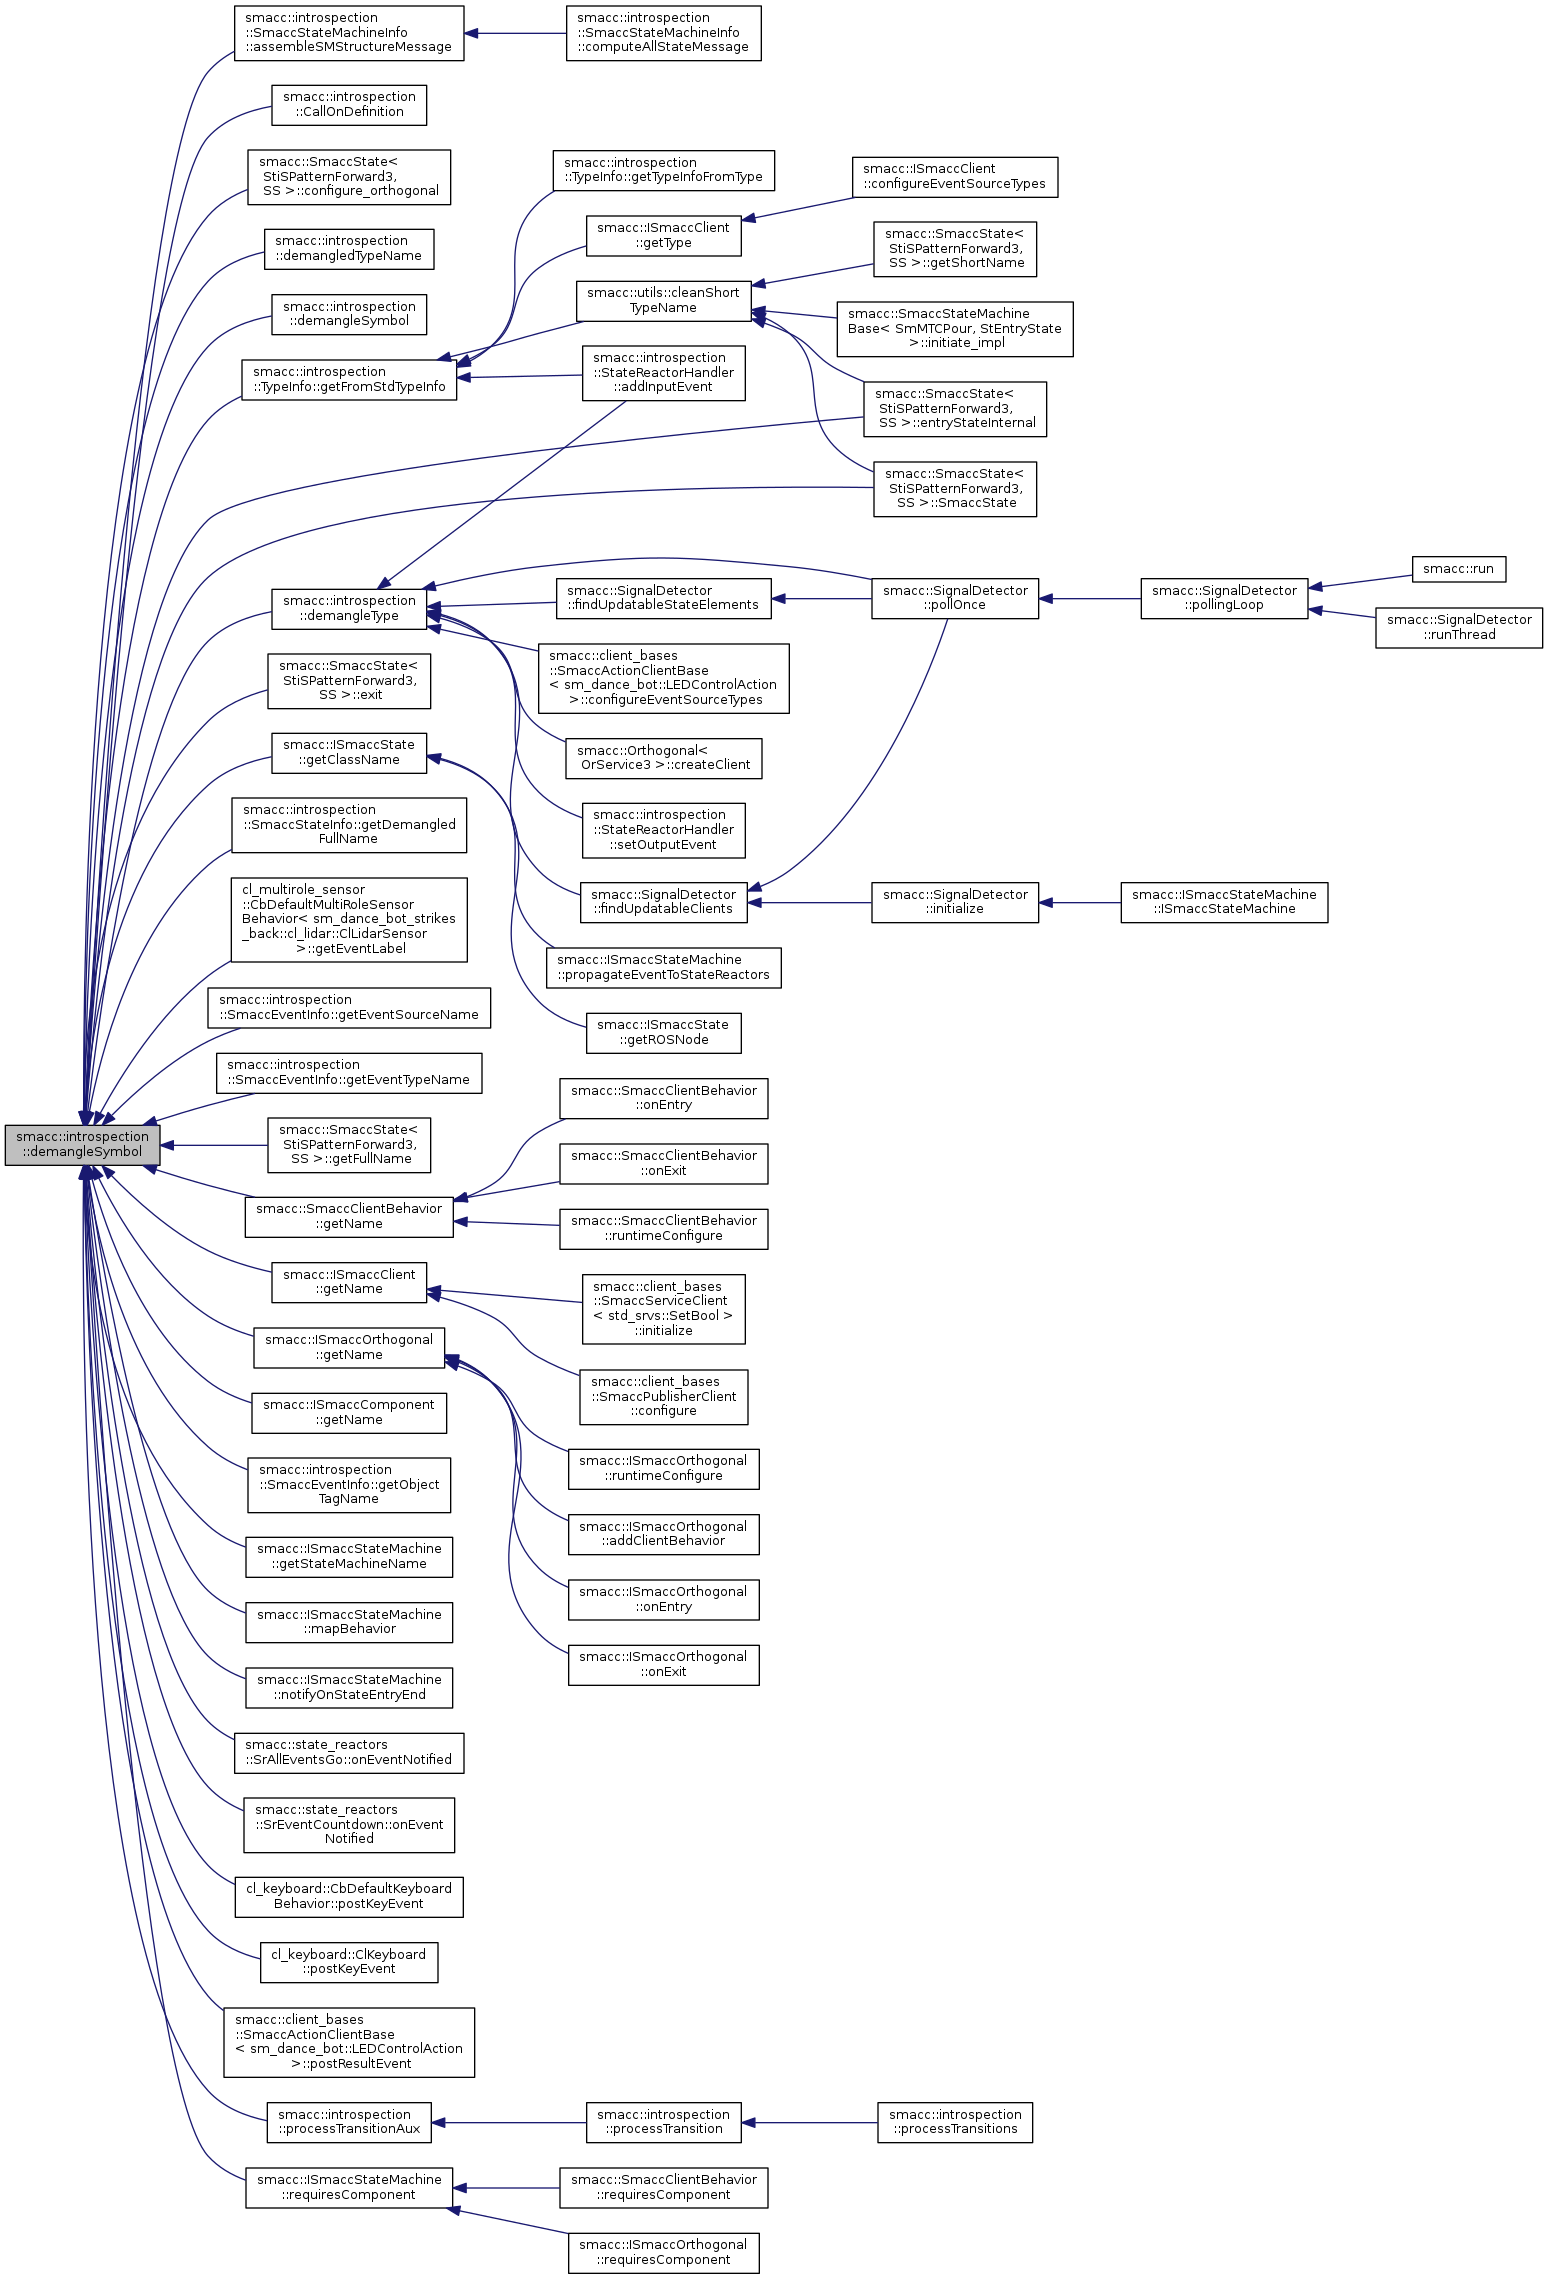 smacc::introspection
::SmaccStateMachineInfo
::assembleSMStructureMessage
smacc::introspection
::SmaccStateMachineInfo
::computeAllStateMessage
smacc::introspection
::CallOnDefinition
smacc::SmaccState<
StiSPatternForward3,
SS >::configure_orthogonal
smacc::introspection
::demangledTypeName
smacc::introspection
::demangleSymbol
smacc::introspection
::TypeInfo::getFromStdTypeInfo
smacc::introspection
::TypeInfo::getTypeInfoFromType
smacc::ISmaccClient
::getType
smacc::ISmaccClient
::configureEventSourceTypes
smacc::utils::cleanShort
TypeName
smacc::SmaccState<
StiSPatternForward3,
SS >::getShortName
smacc::SmaccStateMachine
Base< SmMTCPour, StEntryState
>::initiate_impl
smacc::introspection
::StateReactorHandler
::addInputEvent
smacc::SmaccState<
StiSPatternForward3,
SS >::entryStateInternal
smacc::SmaccState<
StiSPatternForward3,
SS >::SmaccState
smacc::introspection
::demangleType
smacc::SignalDetector
::findUpdatableStateElements
smacc::SignalDetector
::pollOnce
smacc::SignalDetector
::pollingLoop
smacc::run
smacc::SignalDetector
::runThread
smacc::client_bases
::SmaccActionClientBase
< sm_dance_bot::LEDControlAction
>::configureEventSourceTypes
smacc::Orthogonal<
OrService3 >::createClient
smacc::introspection
::StateReactorHandler
::setOutputEvent
smacc::SmaccState<
StiSPatternForward3,
SS >::exit
smacc::ISmaccState
::getClassName
smacc::SignalDetector
::findUpdatableClients
smacc::SignalDetector
::initialize
smacc::ISmaccStateMachine
::ISmaccStateMachine
smacc::ISmaccStateMachine
::propagateEventToStateReactors
smacc::ISmaccState
::getROSNode
smacc::introspection
::SmaccStateInfo::getDemangled
FullName
cl_multirole_sensor
::CbDefaultMultiRoleSensor
Behavior< sm_dance_bot_strikes
_back::cl_lidar::ClLidarSensor
>::getEventLabel
smacc::introspection
::SmaccEventInfo::getEventSourceName
smacc::introspection
::SmaccEventInfo::getEventTypeName
smacc::introspection
::demangleSymbol
smacc::SmaccState<
StiSPatternForward3,
SS >::getFullName
smacc::SmaccClientBehavior
::getName
smacc::SmaccClientBehavior
::onEntry
smacc::SmaccClientBehavior
::onExit
smacc::SmaccClientBehavior
::runtimeConfigure
smacc::ISmaccClient
::getName
smacc::client_bases
::SmaccServiceClient
< std_srvs::SetBool >
::initialize
smacc::client_bases
::SmaccPublisherClient
::configure
smacc::ISmaccOrthogonal
::getName
smacc::ISmaccOrthogonal
::runtimeConfigure
smacc::ISmaccOrthogonal
::addClientBehavior
smacc::ISmaccOrthogonal
::onEntry
smacc::ISmaccOrthogonal
::onExit
smacc::ISmaccComponent
::getName
smacc::introspection
::SmaccEventInfo::getObject
TagName
smacc::ISmaccStateMachine
::getStateMachineName
smacc::ISmaccStateMachine
::mapBehavior
smacc::ISmaccStateMachine
::notifyOnStateEntryEnd
smacc::state_reactors
::SrAllEventsGo::onEventNotified
smacc::state_reactors
::SrEventCountdown::onEvent
Notified
cl_keyboard::CbDefaultKeyboard
Behavior::postKeyEvent
cl_keyboard::ClKeyboard
::postKeyEvent
smacc::client_bases
::SmaccActionClientBase
< sm_dance_bot::LEDControlAction
>::postResultEvent
smacc::introspection
::processTransitionAux
smacc::introspection
::processTransition
smacc::introspection
::processTransitions
smacc::ISmaccStateMachine
::requiresComponent
smacc::SmaccClientBehavior
::requiresComponent
smacc::ISmaccOrthogonal
::requiresComponent